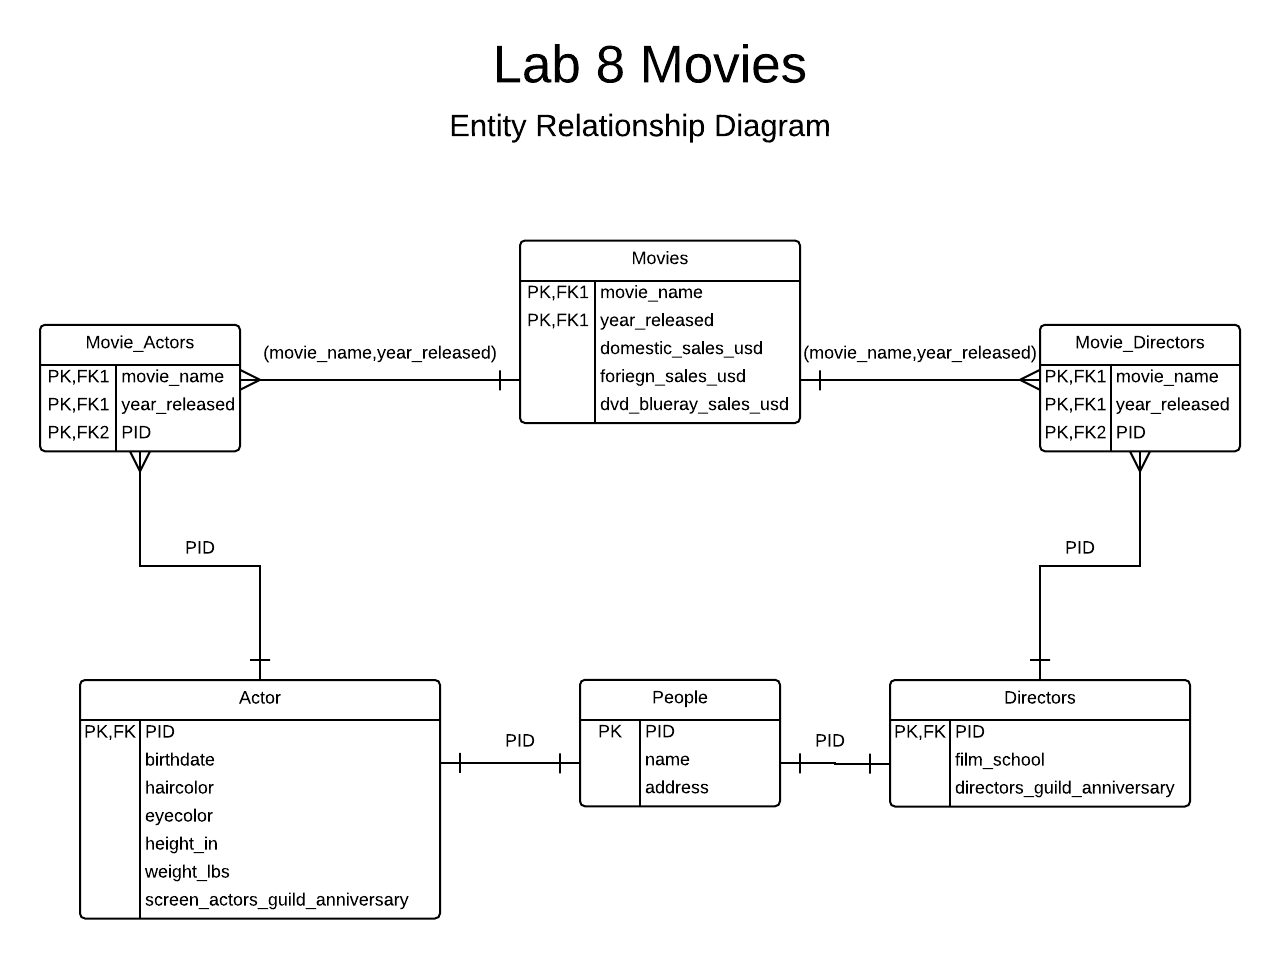 Lab 8 Movies
Entity Relationship Diagram
Movies
PK,FK1 movie_name
PK,FK1 year_released
domestic_sales_usd
foriegn_sales_usd
dvd_blueray_sales_usd
Movie_Actors
PK,FK1 movie_name
PK,FK1 year_released
PK,FK2 PID
(movie_name,year_released)
(movie_name,year_released)
Movie_Directors
PK,FK1 movie_name
PK,FK1 year_released
PK,FK2 PID
PID
PID
Actor
PK,FK PID
birthdate
haircolor
eyecolor
height_in
weight_lbs
screen_actors_guild_anniversary
PID
People
PK PID
name
address
PID
Directors
PK,FK PID
film_school
directors_guild_anniversary